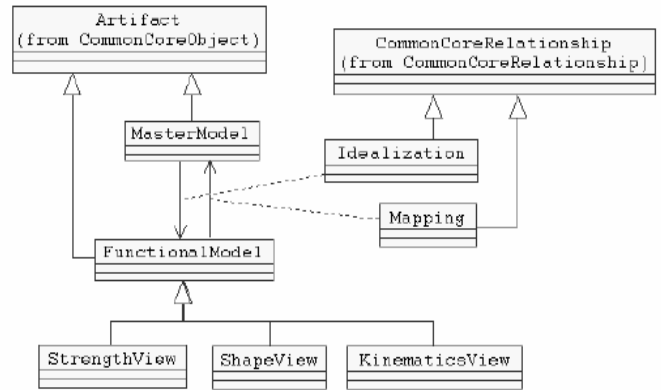 Artifact
(from CommonCoreObject)
CommonCoreRelationship
(from CommonCoreRelationship)
MasterModel
Idealization
Mapping
FunctionalModel
StrengthView
ShapeView
KinematicsView